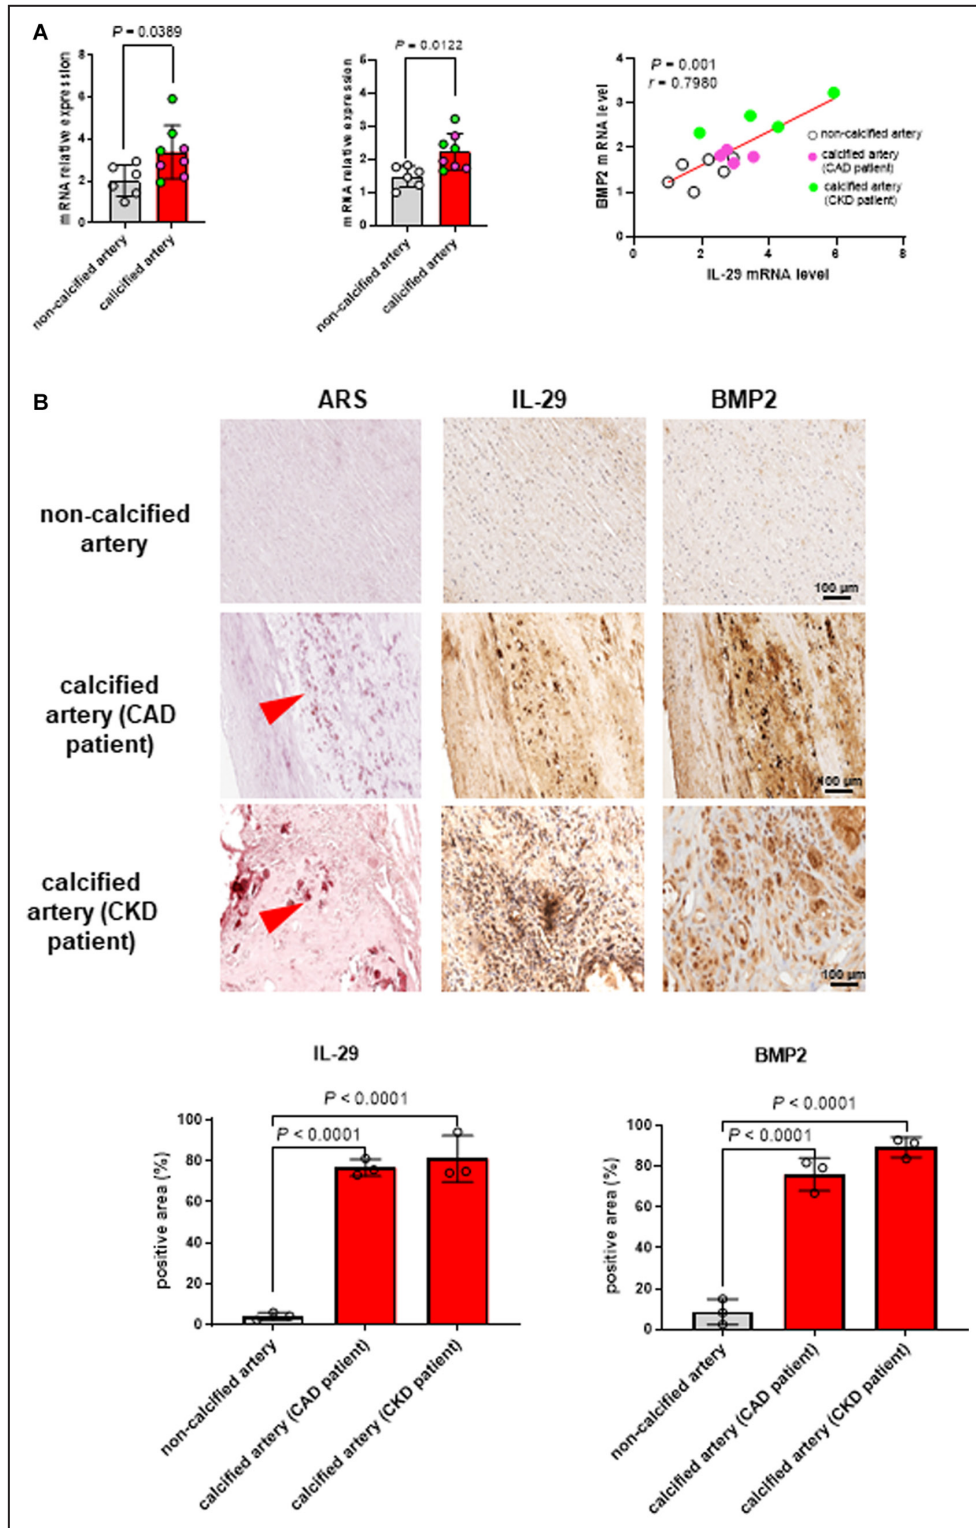 A
P = 0.0389
mRNA relative expression
8
6
4
2
0
non-calcified artery
calicified artery
P = 0.0122
mRNA relative expression
6
5
4
3
2
1
0
non-calcified artery
calicified artery
P = 0.001
r = 0.7980
BMP2 mRNA level
4
3
2
1
0
0
2
4
6
8
IL-29 mRNA level
non-calcified artery
calcified artery
(CAD patient)
calcified artery
(CKD patient)
B
ARS
IL-29
BMP2
non-calcified
artery
100 µm
calcified
artery (CAD
patient)
100 µm
calcified
artery (CKD
patient)
100 µm
IL-29
P < 0.0001
P < 0.0001
positive area (%)
100
80
60
40
20
0
non-calcified artery
calcified artery (CAD patient)
calcified artery (CKD patient)
BMP2
P < 0.0001
P < 0.0001
positive area (%)
100
80
60
40
20
0
non-calcified artery
calcified artery (CAD patient)
calcified artery (CKD patient)